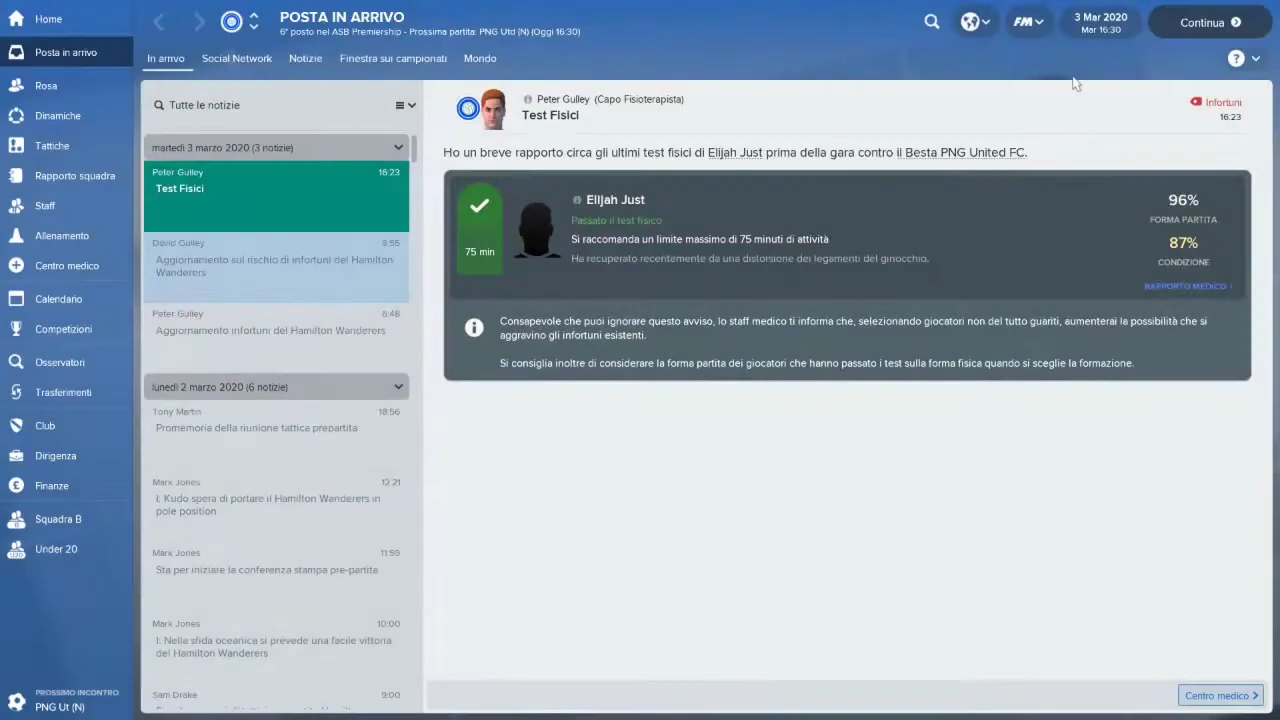 Home
Posta in arrivo
Rosa
Dinamiche
Tattiche
Rapporto squadra
Staff
Allenamento
Centro medico
Calendario
Competizioni
Osservatori
Trasferimenti
Club
Dirigenza
Finanze
Squadra B
Under 20
PROSSIMO INCONTRO
PNG Ut (N)
POSTA IN ARRIVO
6° posto nel ASB Premiership - Prossima partita: PNG Utd (N) (Oggi 16:30)
FM
3 Mar 2020
Mar 16:30
Continua
In arrivo Social Network Notizie Finestra sui campionati Mondo
?
Tutte le notizie
martedì 3 marzo 2020 (3 notizie)
Peter Gulley 16:23
Test Fisici
David Gulley 8:55
Aggiornamento sul rischio di infortuni del Hamilton
Wanderers
Peter Gulley 6:48
Aggiornamento infortuni del Hamilton Wanderers
lunedì 2 marzo 2020 (6 notizie)
Tony Martin 18:56
Promemoria della riunione tattica prepartita
Mark Jones 12:21
I: Kudo spera di portare il Hamilton Wanderers in
pole position
Mark Jones 11:59
Sta per iniziare la conferenza stampa pre-partita
Mark Jones 10:00
I: Nella sfida oceanica si prevede una facile vittoria
del Hamilton Wanderers
Sam Drake 9:00
Peter Gulley (Capo Fisioterapista)
Test Fisici
Infortuni
16:23
Ho un breve rapporto circa gli ultimi test fisici di Elijah Just prima della gara contro il Besta PNG United FC.
75 min
Elijah Just
Passato il test fisico
Si raccomanda un limite massimo di 75 minuti di attività
Ha recuperato recentemente da una distorsione dei legamenti del ginocchio.
96%
FORMA PARTITA
87%
CONDIZIONE
RAPPORTO MEDICO
Consapevole che puoi ignorare questo avviso, lo staff medico ti informa che, selezionando giocatori non del tutto guariti, aumenterai la possibilità che si
aggravino gli infortuni esistenti.
Si consiglia inoltre di considerare la forma partita dei giocatori che hanno passato i test sulla forma fisica quando si sceglie la formazione.
Centro medico